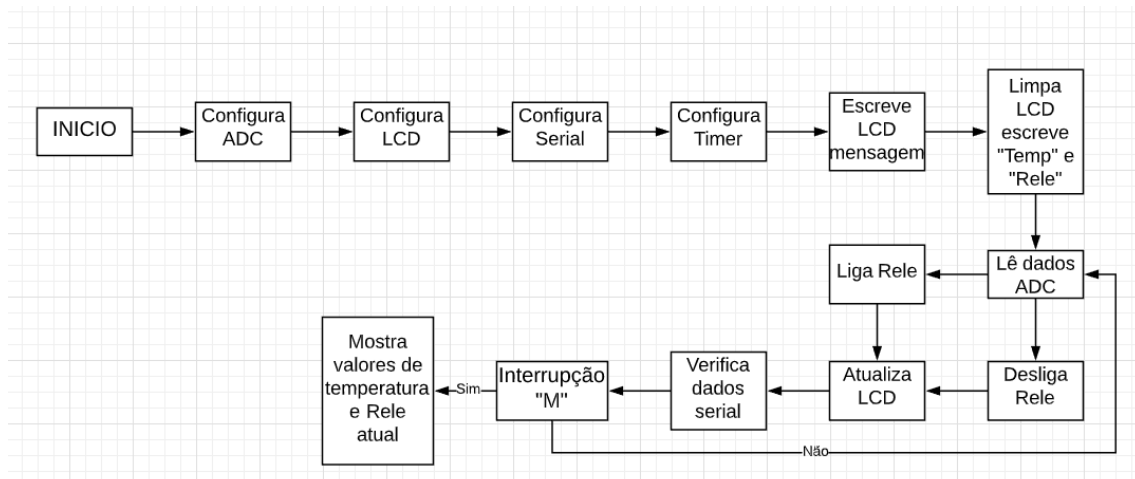 INICIO
Configura
ADC
Configura
LCD
Configura
Serial
Configura
Timer
Escreve
LCD
mensagem
Limpa
LCD
escreve
"Temp" e
"Rele"
Lê dados
ADC
Liga Rele
Desliga
Rele
Atualiza
LCD
Verifica
dados
serial
Interrupção
"M"
Sim
Mostra
valores de
temperatura
e Rele
atual
Não